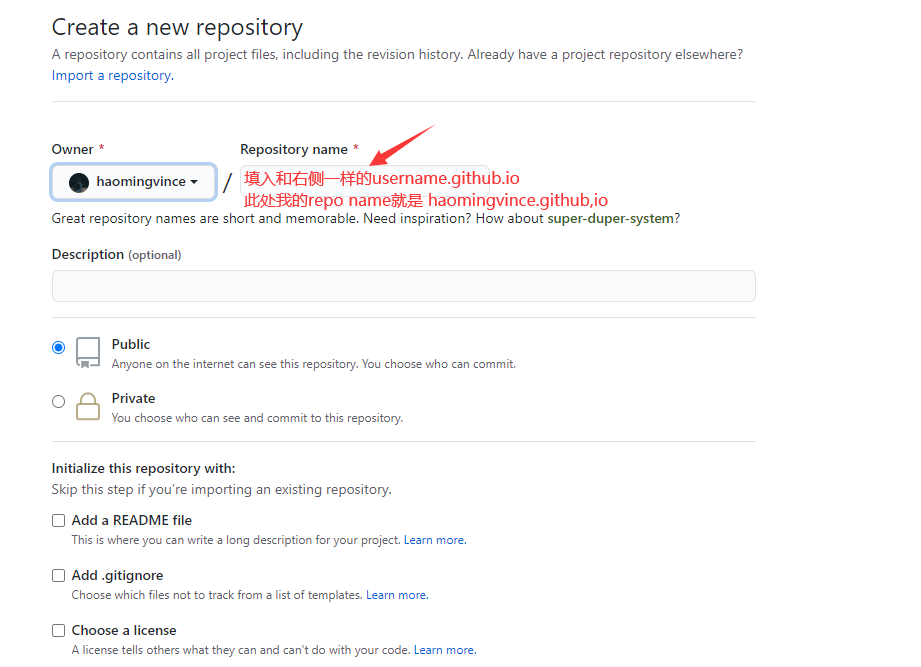 Create a new repository
A repository contains all project files, including the revision history. Already have a project repository elsewhere?
Import a repository.
Owner * Repository name *
haomingvince / 填入和右侧一样的username.github.io
此处我的repo name就是 haomingvince.github,io
Great repository names are short and memorable. Need inspiration? How about super-duper-system?
Description (optional)
Public
Anyone on the internet can see this repository. You choose who can commit.
Private
You choose who can see and commit to this repository.
Initialize this repository with:
Skip this step if you’re importing an existing repository.
Add a README file
This is where you can write a long description for your project. Learn more.
Add .gitignore
Choose which files not to track from a list of templates. Learn more.
Choose a license
A license tells others what they can and can't do with your code. Learn more.